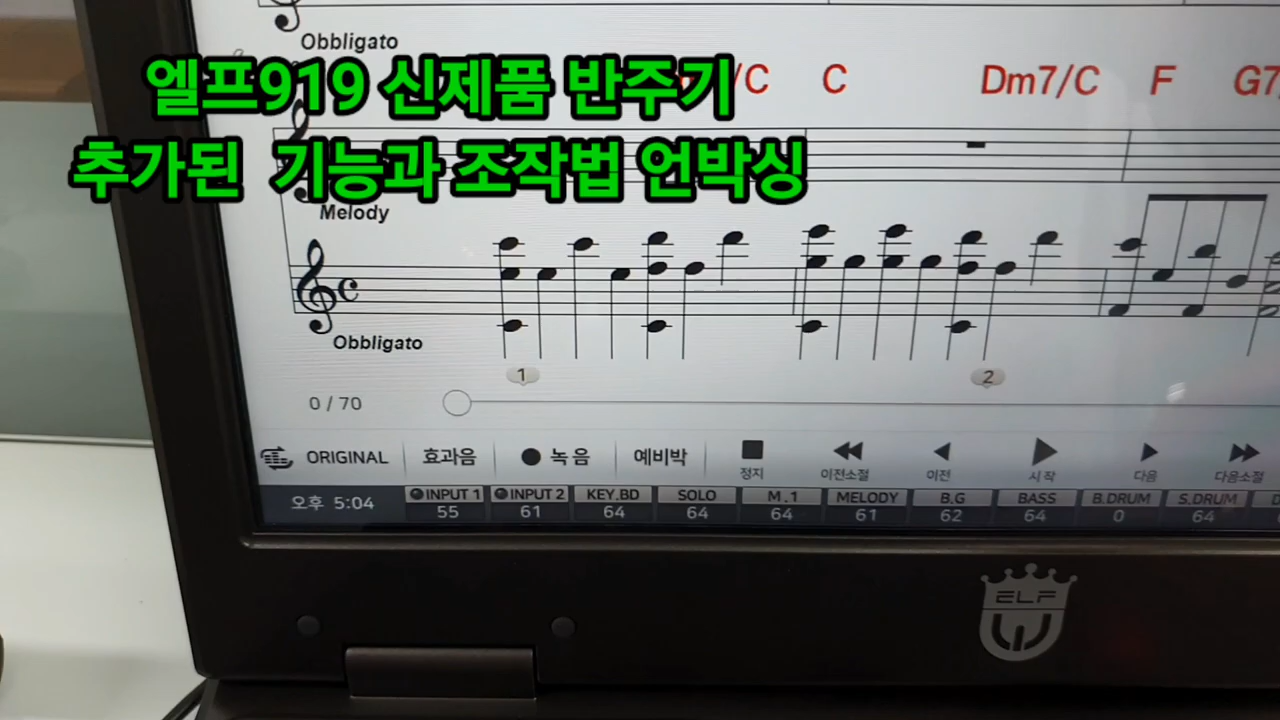 Obbligato
엘프919 신제품 반주기
/C C Dm7/C F G7
추가된 기능과 조작법 언박싱
Melody
Obbligato
1 2
0 / 70
ORIGINAL 효과음 녹음 예비박 정지 이전소절 이전 시작 다음 다음소절
오후 5:04 INPUT 1 INPUT 2 KEY.BD SOLO M.1 MELODY B.G BASS B.DRUM S.DRUM
55 61 64 64 64 61 62 64 0 64
ELF